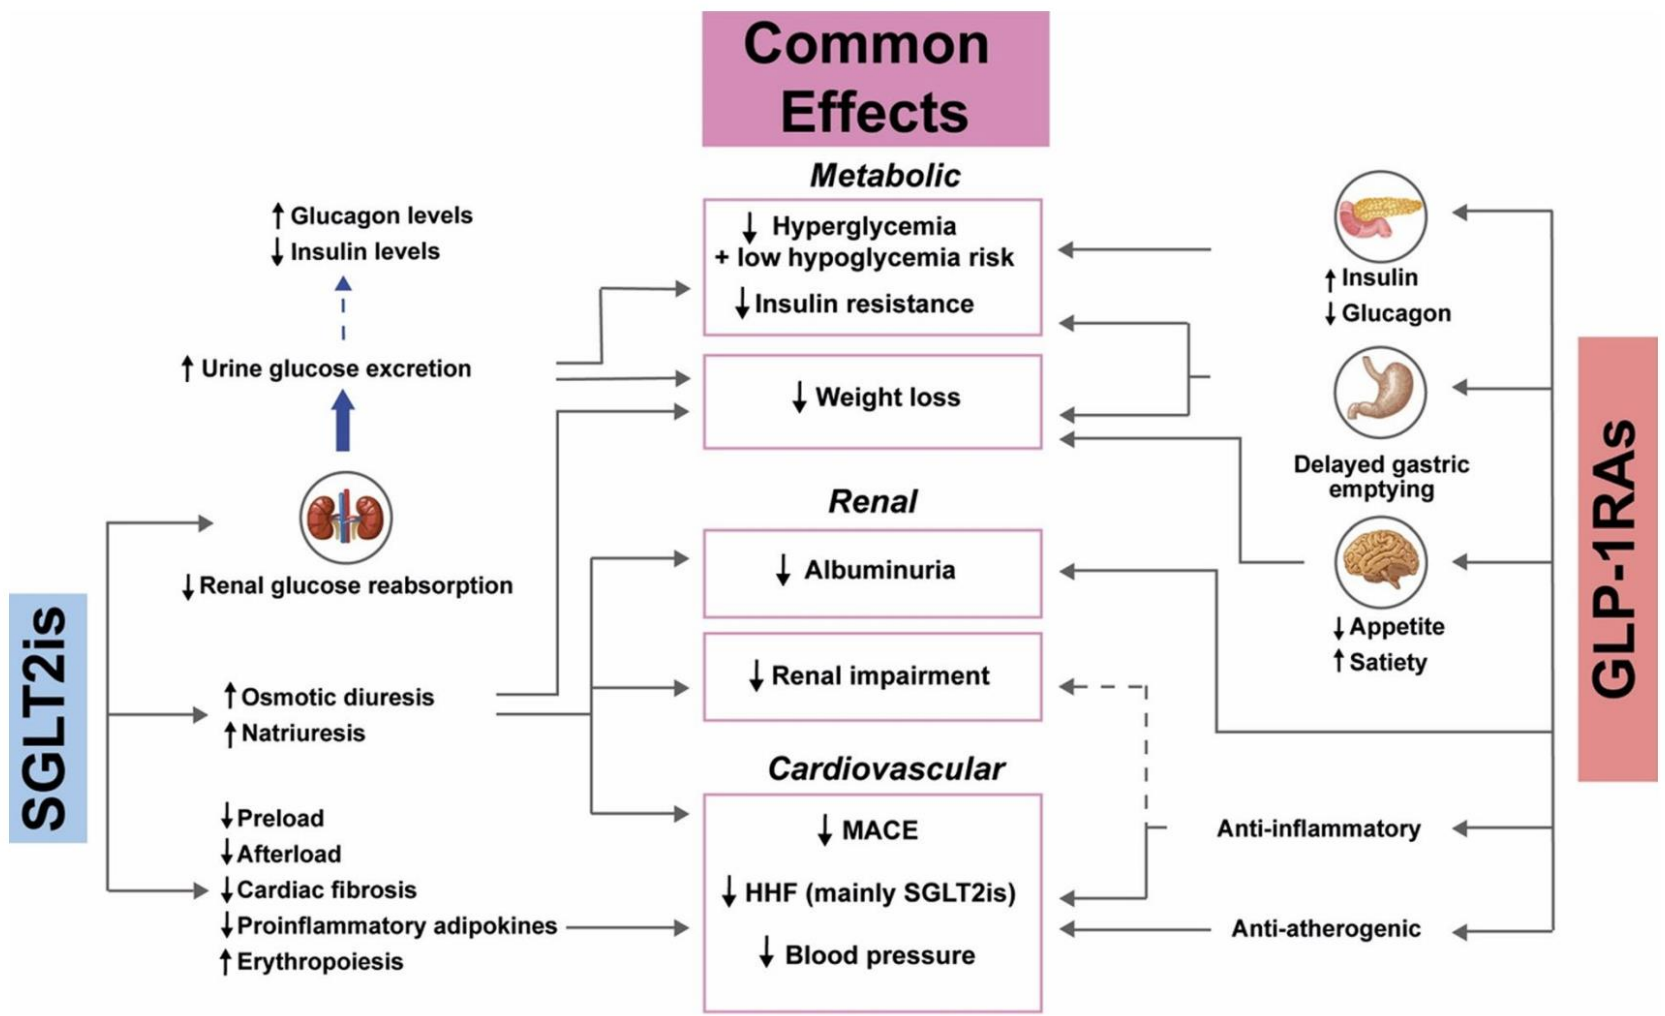 Common
Effects
Metabolic
↓ Hyperglycemia
+ low hypoglycemia risk
↓ Insulin resistance
↓ Weight loss
Renal
↓ Albuminuria
↓ Renal impairment
Cardiovascular
↓ MACE
↓ HHF (mainly SGLT2is)
↓ Blood pressure
SGLT2is
↑ Glucagon levels
↓ Insulin levels
↑ Urine glucose excretion
↓ Renal glucose reabsorption
↑ Osmotic diuresis
↑ Natriuresis
↓ Preload
↓ Afterload
↓ Cardiac fibrosis
↓ Proinflammatory adipokines
↑ Erythropoiesis
GLP-1RAs
↑ Insulin
↓ Glucagon
Delayed gastric
emptying
↓ Appetite
↑ Satiety
Anti-inflammatory
Anti-atherogenic